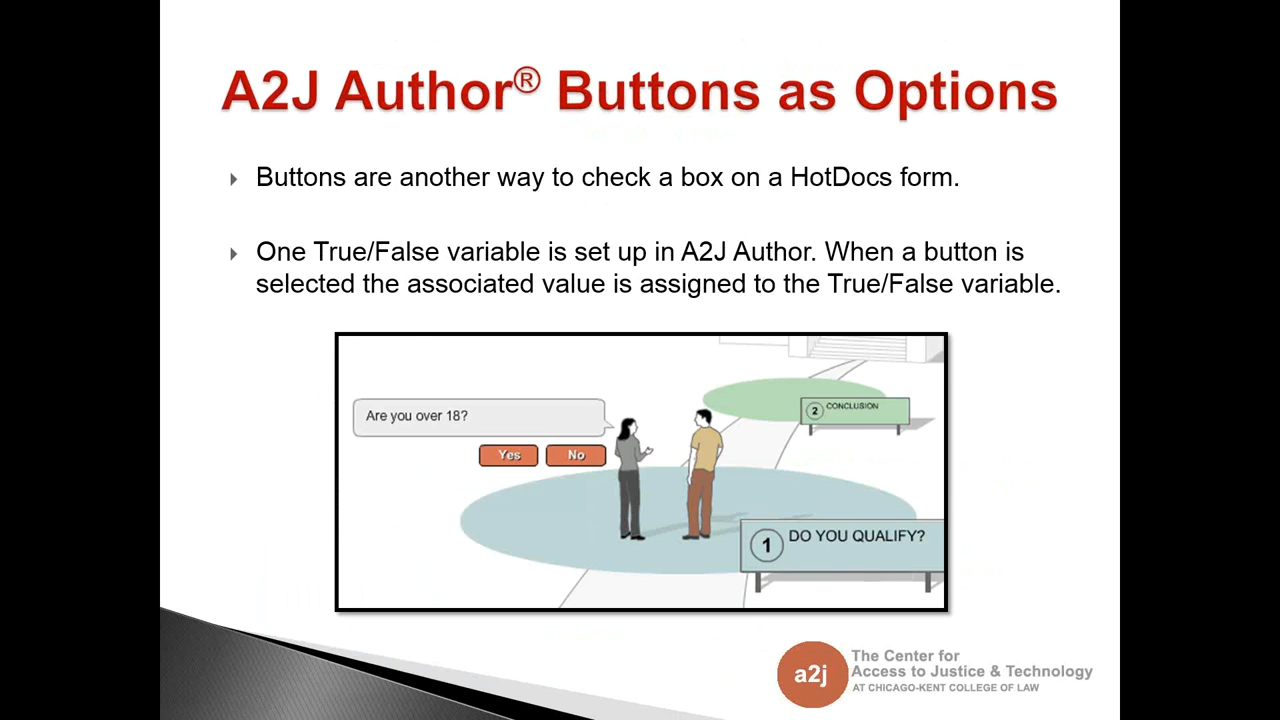 A2J Author® Buttons as Options
Buttons are another way to check a box on a HotDocs form.
One True/False variable is set up in A2J Author. When a button is
selected the associated value is assigned to the True/False variable.
Are you over 18?
Yes No
2 CONCLUSION
1 DO YOU QUALIFY?
a2j
The Center for
Access to Justice & Technology
AT CHICAGO-KENT COLLEGE OF LAW